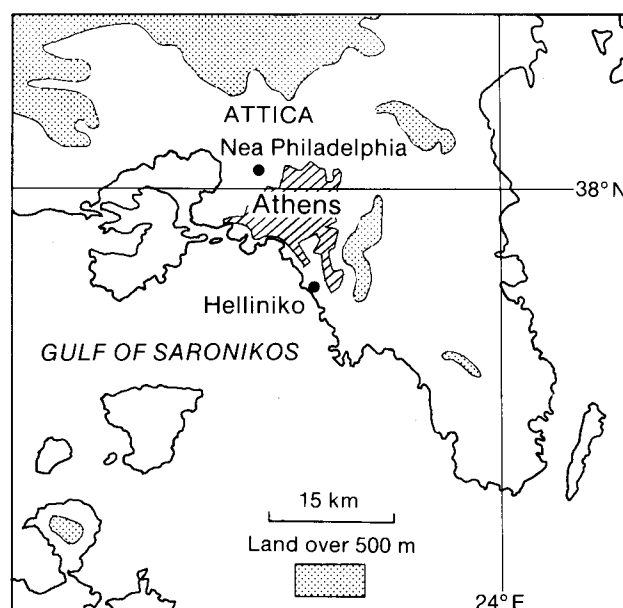 ATTICA
Nea Philadelphia
38° N
Athens
Helliniko
GULF OF SARONIKOS
15 km
Land over 500 m
24° E